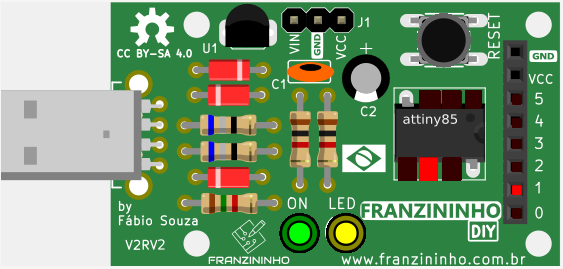 CC BY-SA 4.0
U1
VIN
GND
VCC
J1
RESET
C1
C2
attiny85
GND
VCC
5
4
3
2
1
0
by
Fábio Souza
V2RV2
ON
LED
FRANZININHO
FRANZININHO
DIY
www.franzininho.com.br